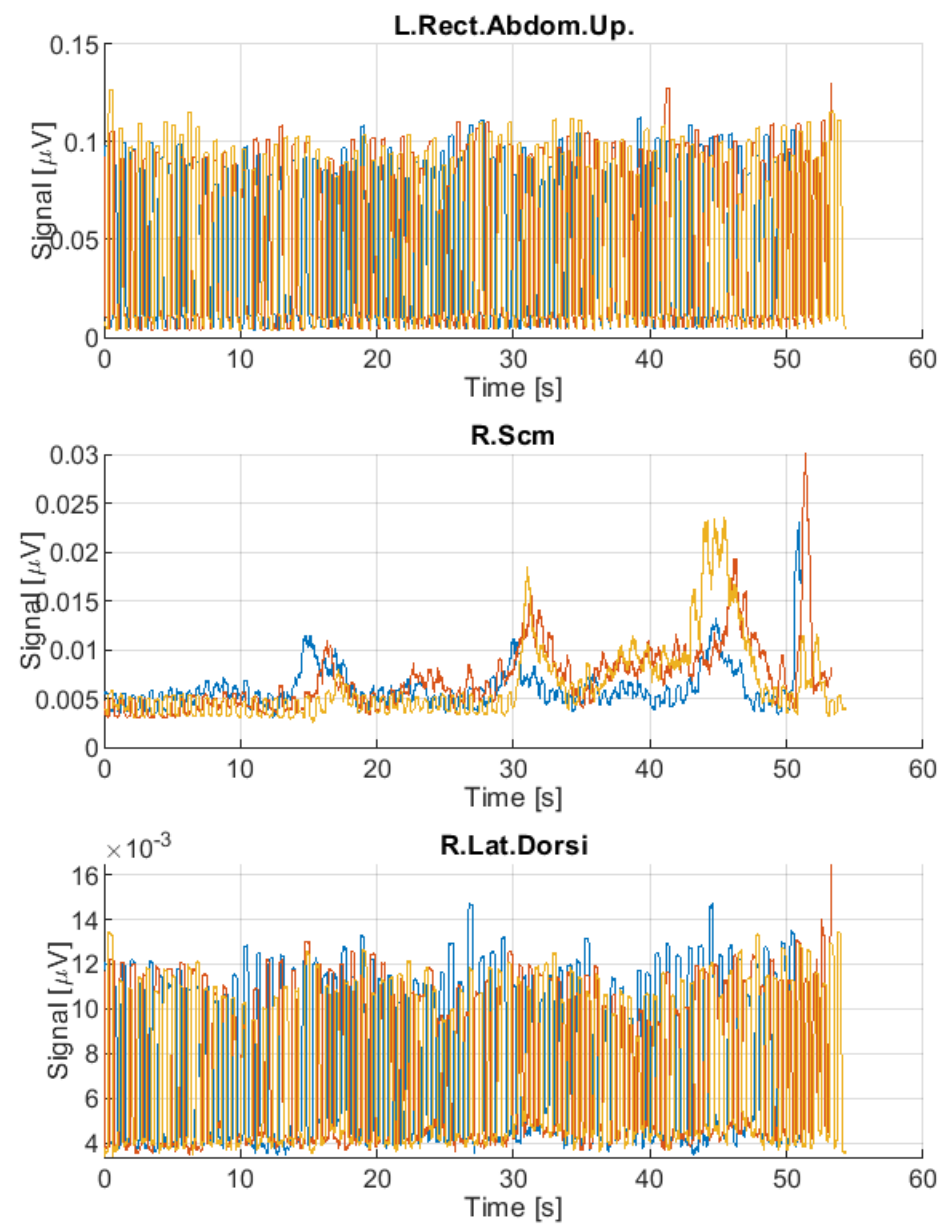 L.Rect.Abdom.Up.
0.15
0.1
0.05
0
Signal [μV]
0 10 20 30 40 50 60
Time [s]
R.Scm
0.03
0.025
0.02
0.015
0.01
0.005
0
Signal [μV]
0 10 20 30 40 50 60
Time [s]
×10-3
R.Lat.Dorsi
16
14
12
10
8
6
4
Signal [μV]
0 10 20 30 40 50 60
Time [s]